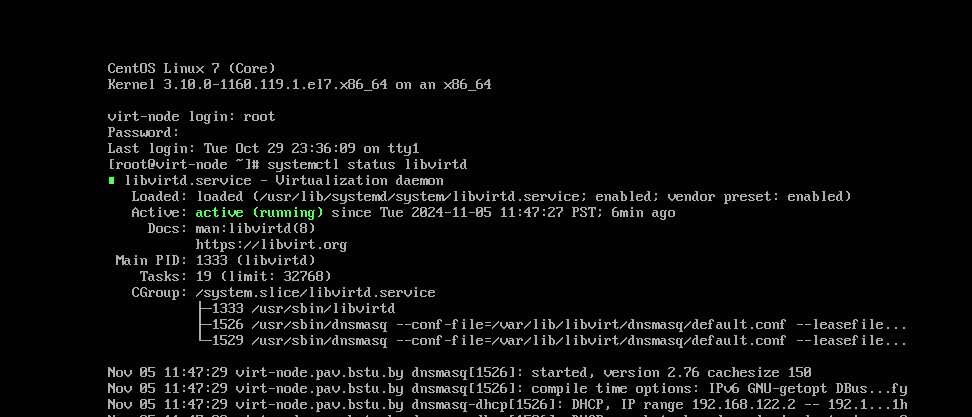 CentOS Linux 7 (Core)
Kernel 3.10.0-1160.119.1.el7.x86_64 on an x86_64
virt-node login: root
Password:
Last login: Tue Oct 29 23:36:09 on tty1
[root@virt-node ~]# systemctl status libvirtd
libvirtd.service - Virtualization daemon
Loaded: loaded (/usr/lib/systemd/system/libvirtd.service; enabled; vendor preset: enabled)
Active: active (running) since Tue 2024-11-05 11:47:27 PST; 6min ago
Docs: man:libvirtd(8)
https://libvirt.org
Main PID: 1333 (libvirtd)
Tasks: 19 (limit: 32768)
CGroup: /system.slice/libvirtd.service
├─1333 /usr/sbin/libvirtd
├─1526 /usr/sbin/dnsmasq --conf-file=/var/lib/libvirt/dnsmasq/default.conf --leasefile...
└─1529 /usr/sbin/dnsmasq --conf-file=/var/lib/libvirt/dnsmasq/default.conf --leasefile...
Nov 05 11:47:29 virt-node.pav.bstu.by dnsmasq[1526]: started, version 2.76 cachesize 150
Nov 05 11:47:29 virt-node.pav.bstu.by dnsmasq[1526]: compile time options: IPv6 GNU-getopt DBus...fy
Nov 05 11:47:29 virt-node.pav.bstu.by dnsmasq-dhcp[1526]: DHCP, IP range 192.168.122.2 -- 192.1...1h